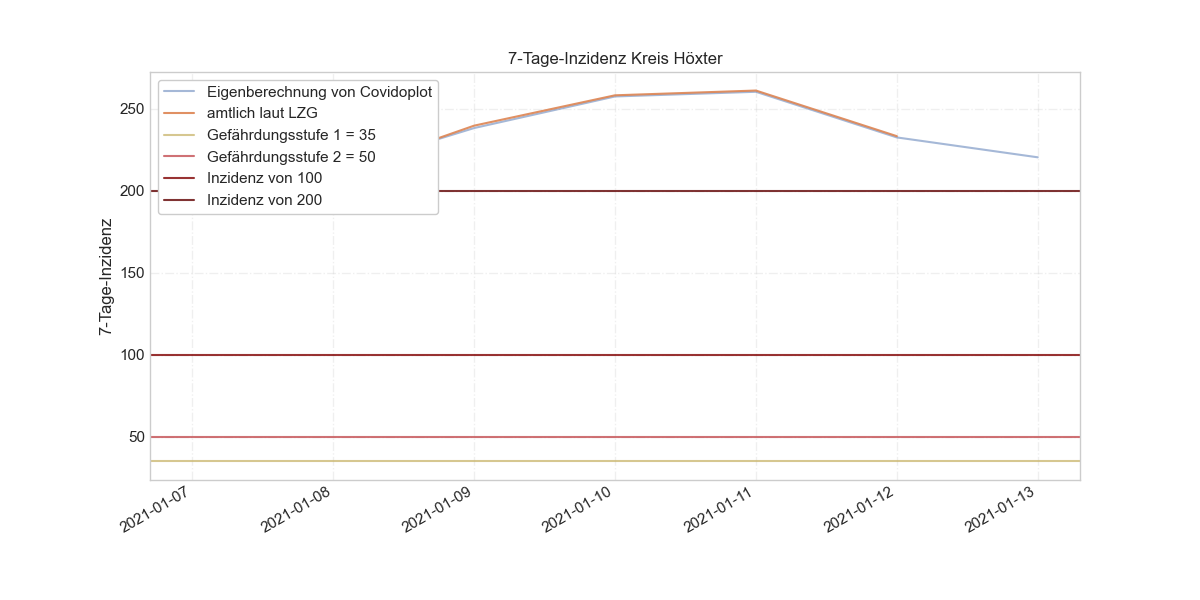 7-Tage-Inzidenz Kreis Höxter
Eigenberechnung von Covidoplot
amtlich laut LZG
Gefährdungsstufe 1 = 35
Gefährdungsstufe 2 = 50
Inzidenz von 100
Inzidenz von 200
7-Tage-Inzidenz
250
200
150
100
50
2021-01-07
2021-01-08
2021-01-09
2021-01-10
2021-01-11
2021-01-12
2021-01-13